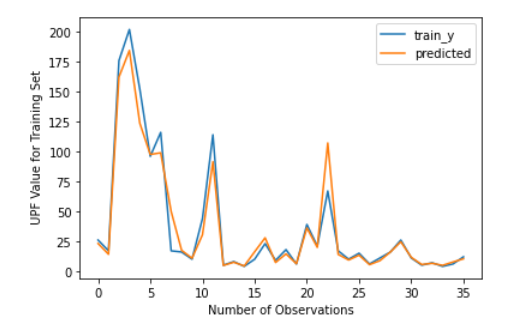 200
175
150
125
100
75
50
25
0
UPF Value for Training Set
train_y
predicted
0 5 10 15 20 25 30 35
Number of Observations